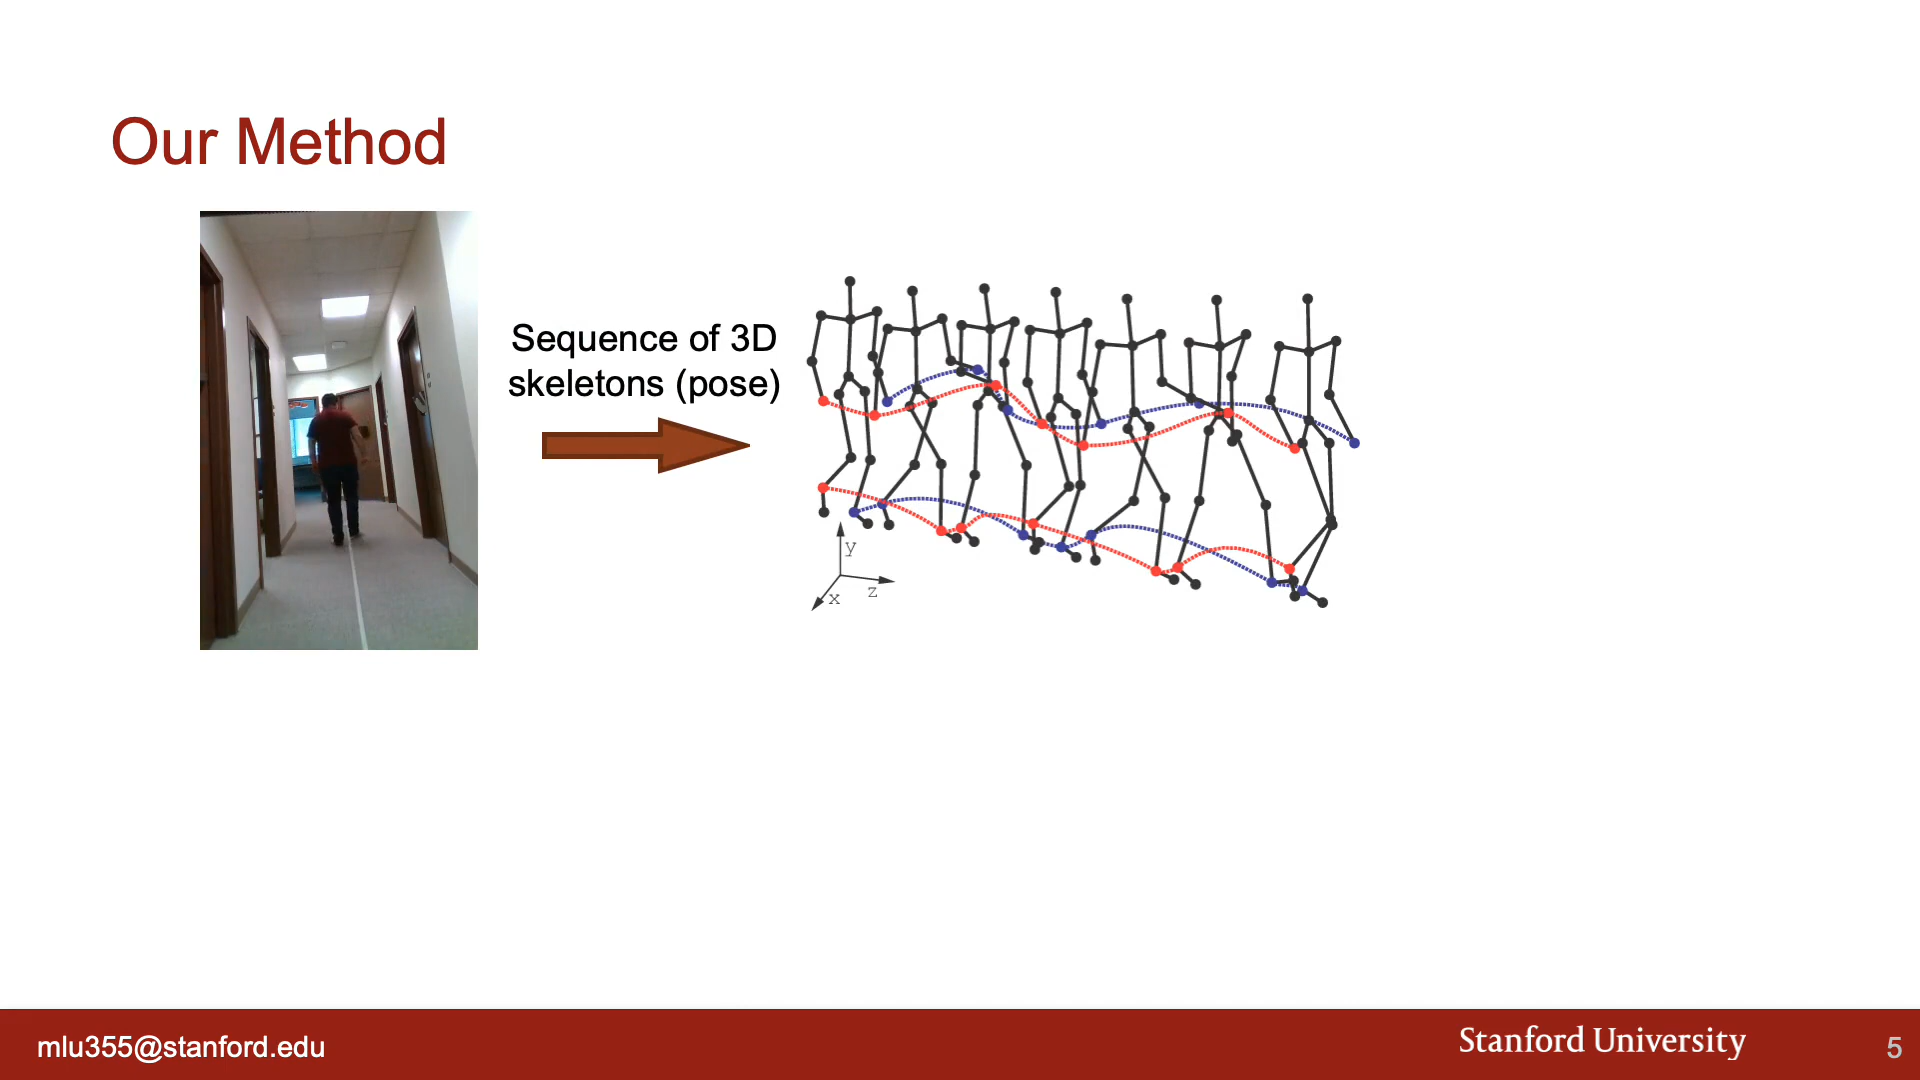 Our Method
Sequence of 3D
skeletons (pose)
y
x
z
mlu355@stanford.edu
Stanford University
5